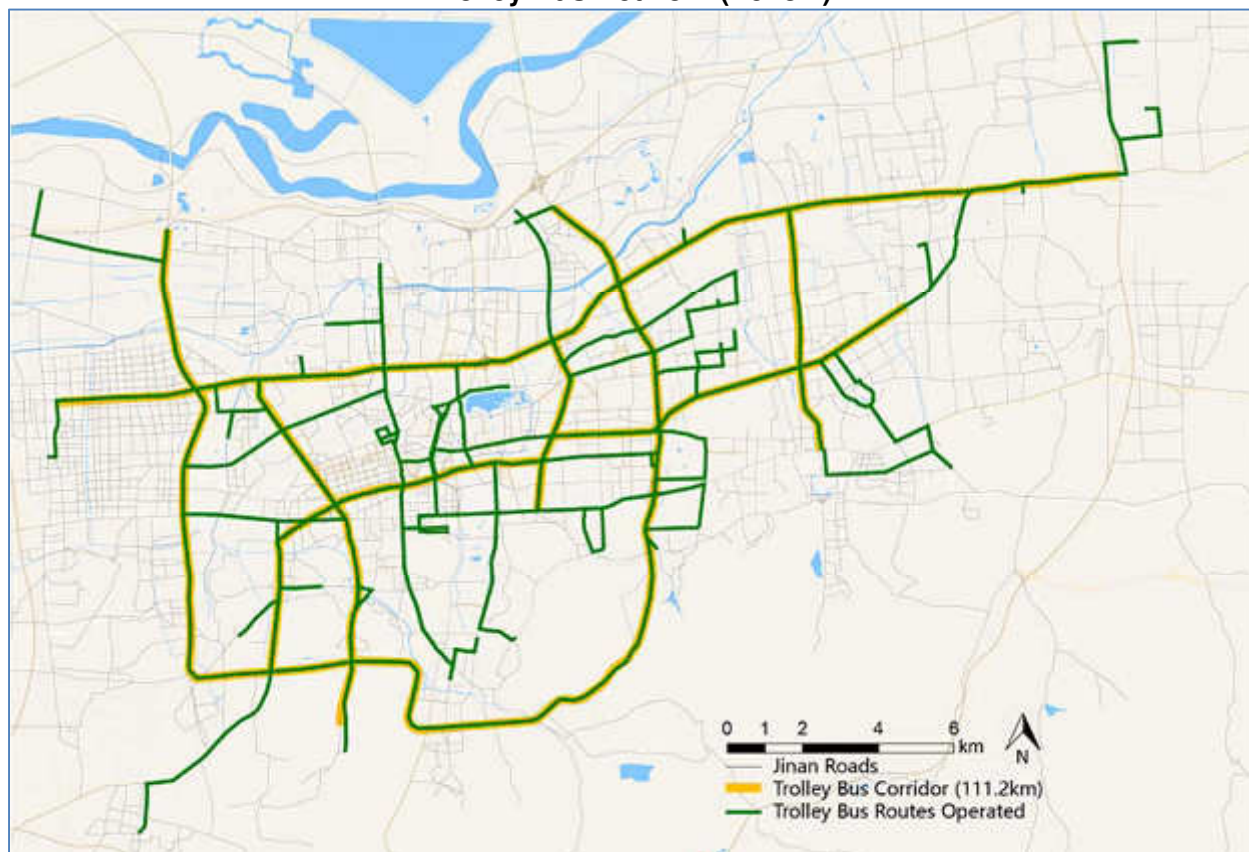 0 1 2 4 6
km
N
Jinan Roads
Trolley Bus Corridor (111.2km)
Trolley Bus Routes Operated